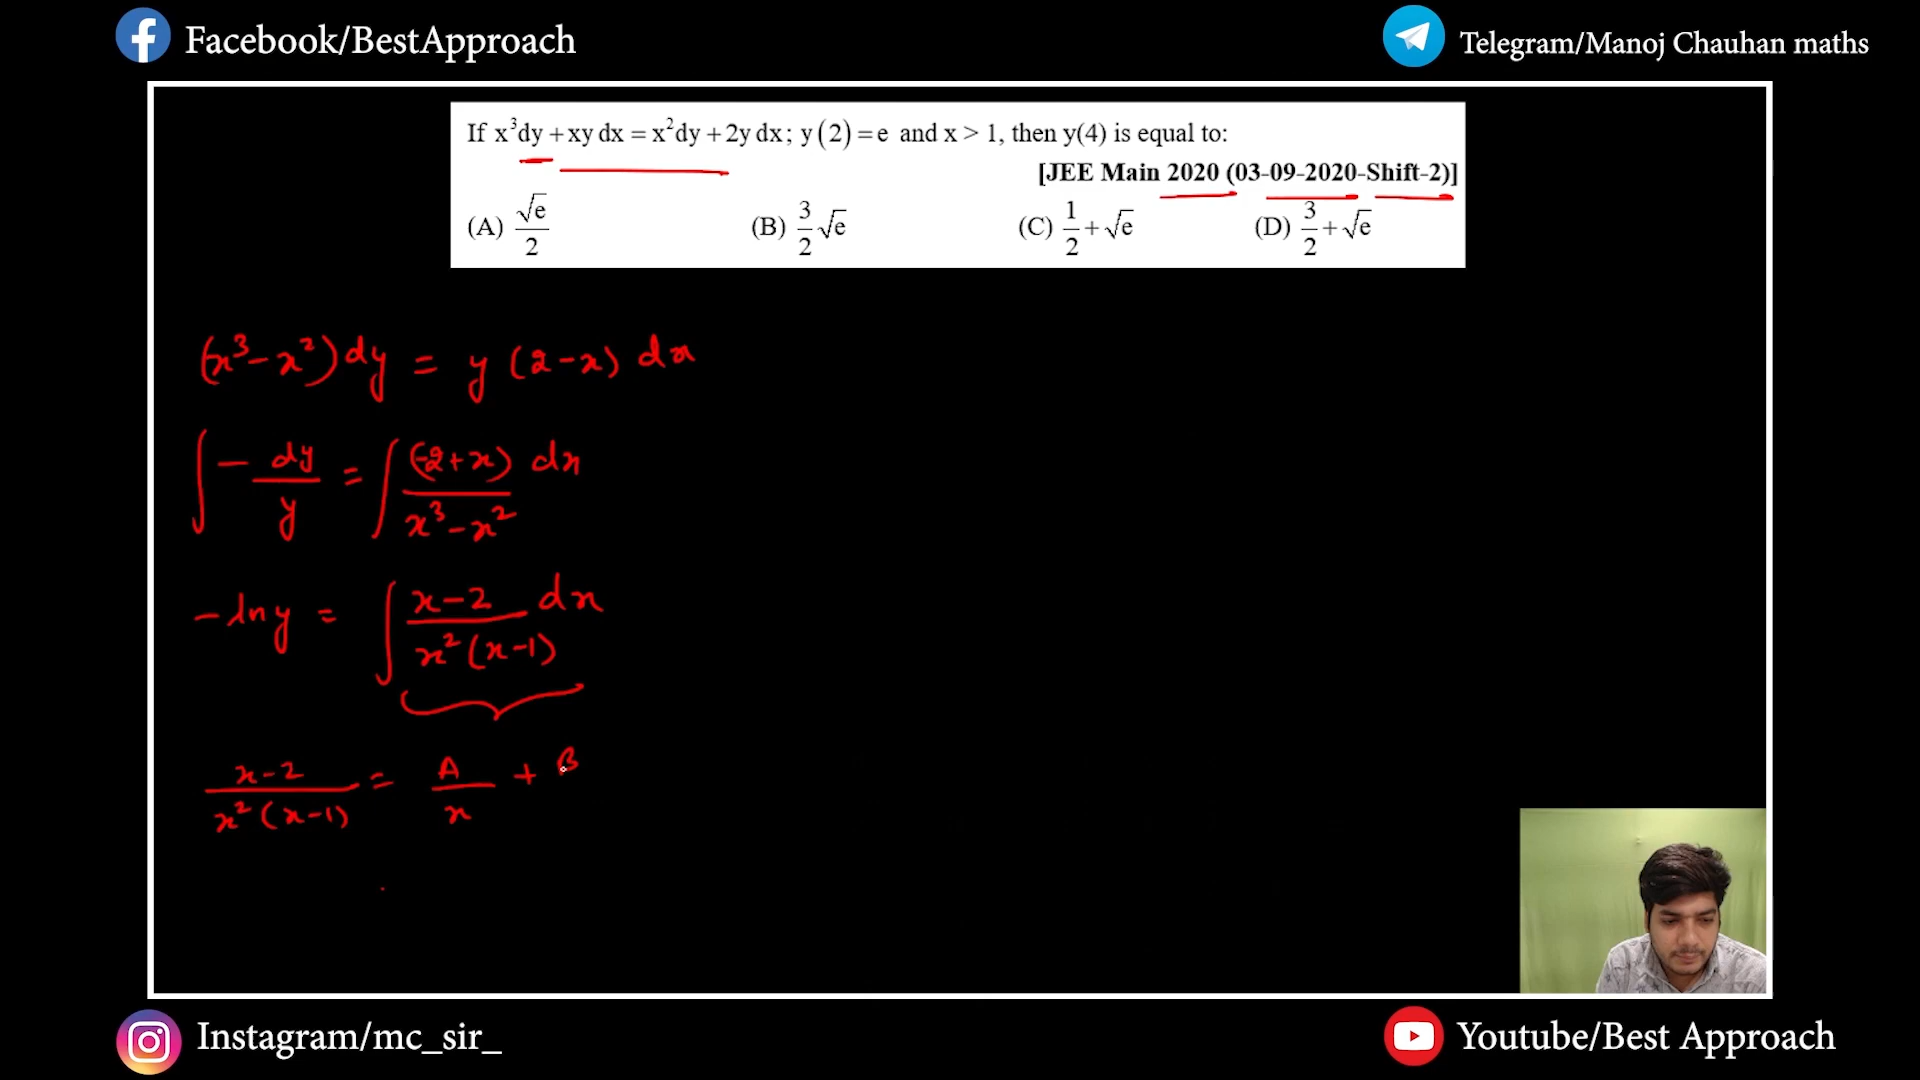 Facebook/BestApproach
Telegram/Manoj Chauhan maths
If x³dy + xy dx = x²dy + 2y dx; y(2) = e and x > 1, then y(4) is equal to:
[JEE Main 2020 (03-09-2020-Shift-2)]
(A) √e/2 (B) 3/2 √e (C) 1/2 + √e (D) 3/2 + √e
(x³ - x²) dy = y (2 - x) dx
∫ - dy/y = ∫ (-2 + x)/(x³ - x²) dx
- ln y = ∫ (x - 2)/(x² (x - 1)) dx
(x - 2)/(x² (x - 1)) = A/x + B
Instagram/mc_sir_
Youtube/Best Approach